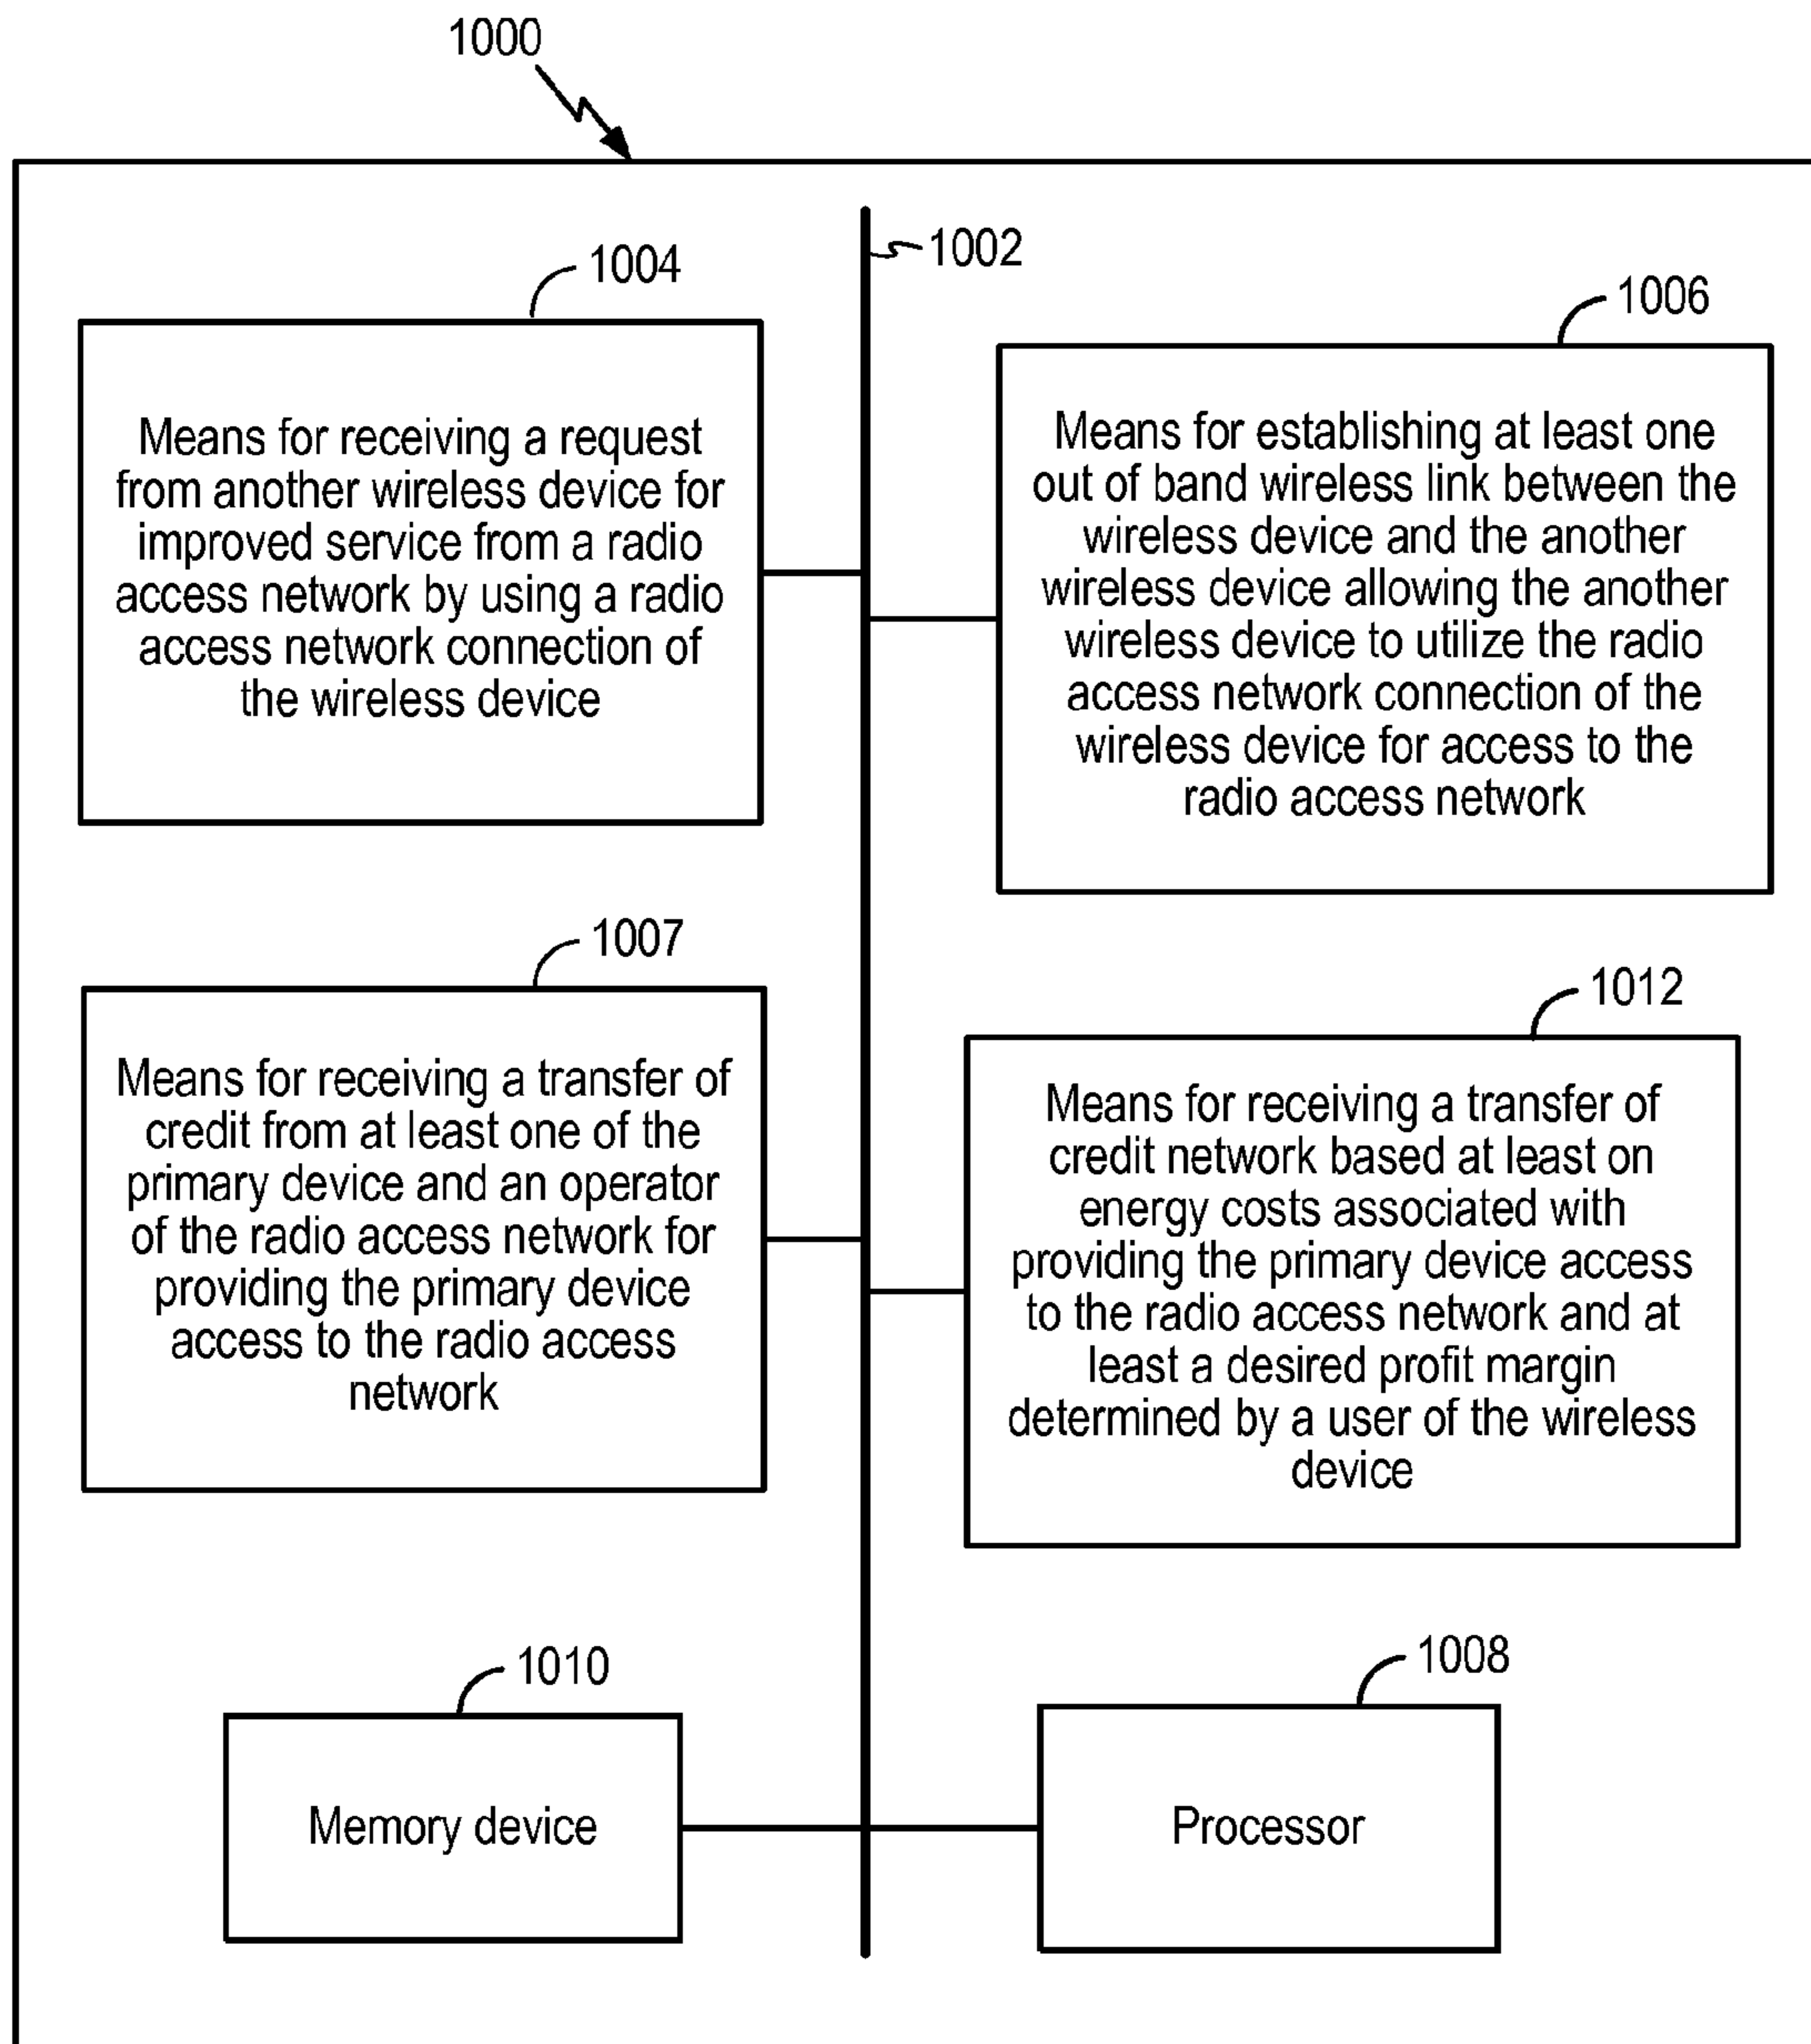 1000
1002
1004
Means for receiving a request
from another wireless device for
improved service from a radio
access network by using a radio
access network connection of
the wireless device
1006
Means for establishing at least one
out of band wireless link between the
wireless device and the another
wireless device allowing the another
wireless device to utilize the radio
access network connection of the
wireless device for access to the
radio access network
1007
Means for receiving a transfer of
credit from at least one of the
primary device and an operator
of the radio access network for
providing the primary device
access to the radio access
network
1012
Means for receiving a transfer of
credit network based at least on
energy costs associated with
providing the primary device access
to the radio access network and at
least a desired profit margin
determined by a user of the wireless
device
1010
Memory device
1008
Processor